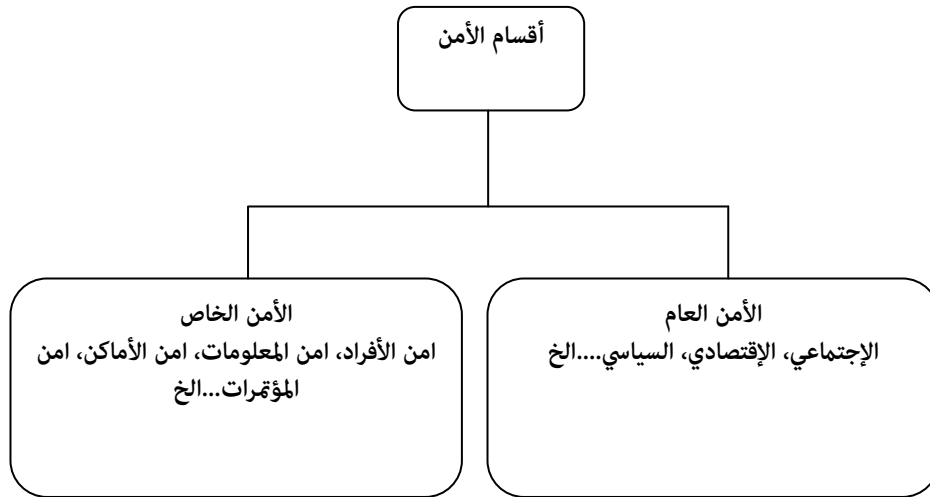 أقسام الأمن
الأمن العام
الإجتماعي، الإقتصادي، السياسي....الخ
الأمن الخاص
امن الأفراد، امن المعلومات، امن الأماكن، امن
المؤتمرات...الخ